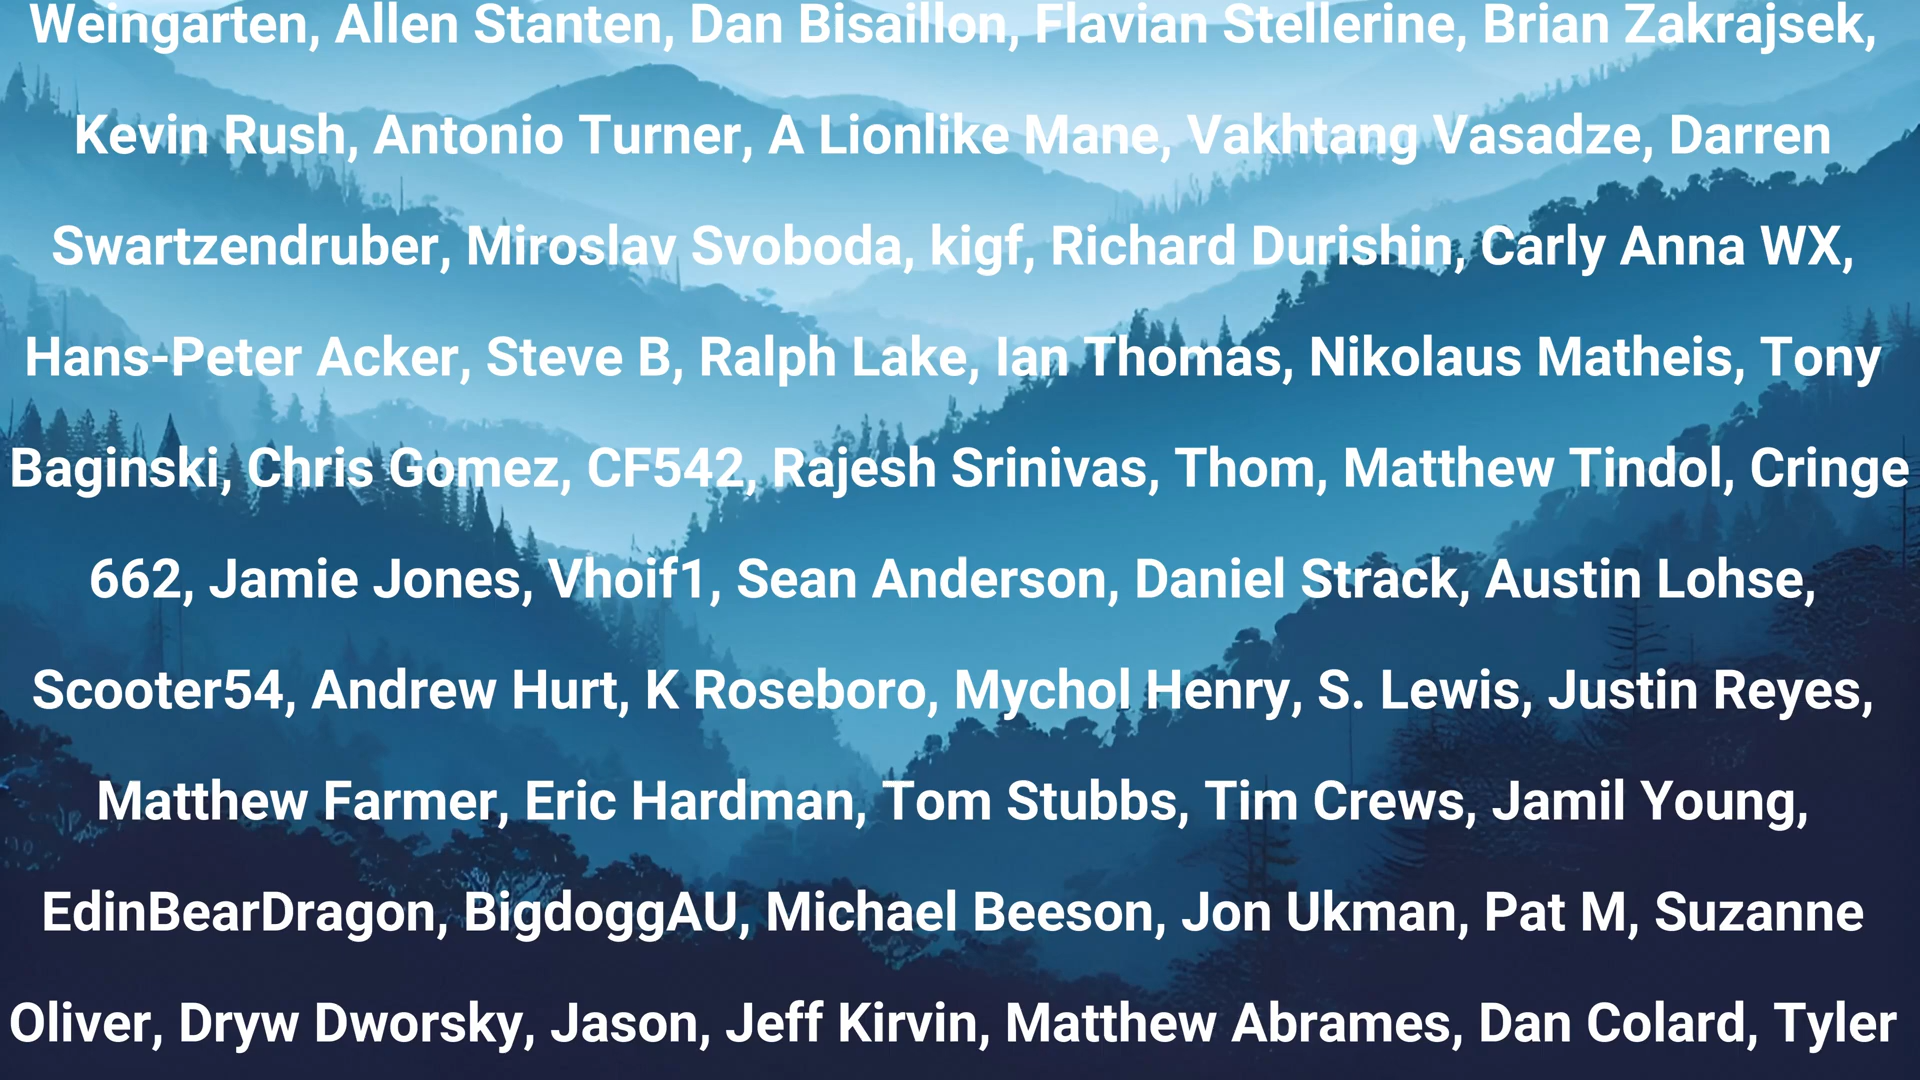 Weingarten, Allen Stanten, Dan Bisaillon, Flavian Stellerine, Brian Zakrajsek,
Kevin Rush, Antonio Turner, A Lionlike Mane, Vakhtang Vasadze, Darren
Swartzendruber, Miroslav Svoboda, kigf, Richard Durishin, Carly Anna WX,
Hans-Peter Acker, Steve B, Ralph Lake, Ian Thomas, Nikolaus Matheis, Tony
Baginski, Chris Gomez, CF542, Rajesh Srinivas, Thom, Matthew Tindol, Cringe
662, Jamie Jones, Vhoif1, Sean Anderson, Daniel Strack, Austin Lohse,
Scooter54, Andrew Hurt, K Roseboro, Mychol Henry, S. Lewis, Justin Reyes,
Matthew Farmer, Eric Hardman, Tom Stubbs, Tim Crews, Jamil Young,
EdinBearDragon, BigdoggAU, Michael Beeson, Jon Ukman, Pat M, Suzanne
Oliver, Dryw Dworsky, Jason, Jeff Kirvin, Matthew Abrames, Dan Colard, Tyler